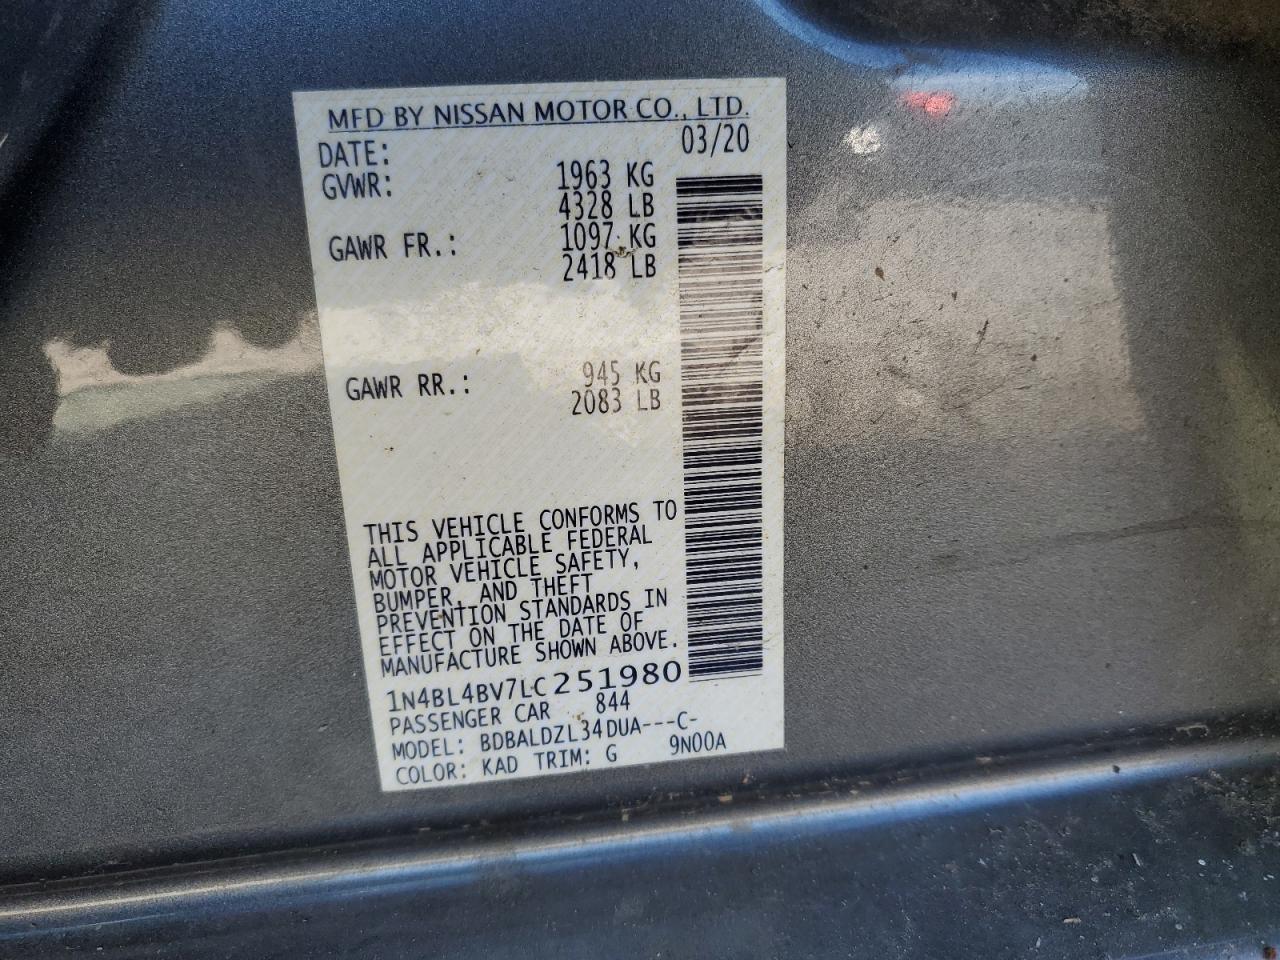 MFD BY NISSAN MOTOR CO., LTD.
DATE: 03/20
GVWR: 1963 KG
4328 LB
GAWR FR.: 1097 KG
2418 LB
GAWR RR.: 945 KG
2083 LB
THIS VEHICLE CONFORMS TO
ALL APPLICABLE FEDERAL
MOTOR VEHICLE SAFETY,
BUMPER, AND THEFT
PREVENTION STANDARDS IN
EFFECT ON THE DATE OF
MANUFACTURE SHOWN ABOVE.
1N4BL4BV7LC251980
PASSENGER CAR 844
MODEL: BDBALDZL34DUA---C-
COLOR: KAD TRIM: G 9N00A